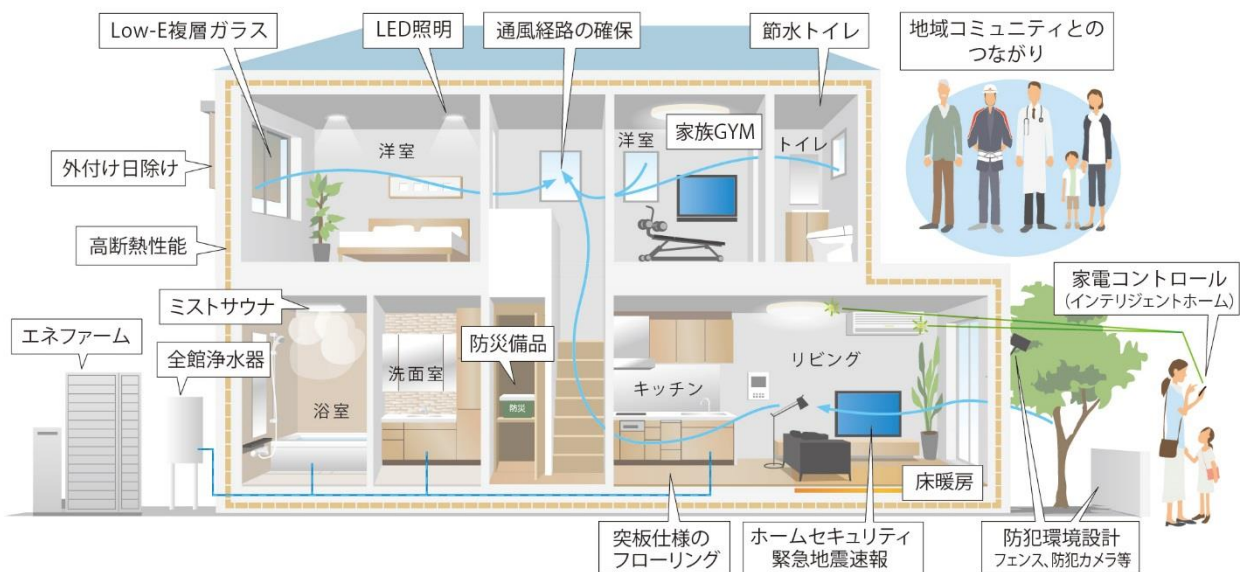 Low-E複層ガラス
LED照明
通風経路の確保
節水トイレ
地域コミュニティとの
つながり
外付け日除け
洋室
洋室
家族GYM
トイレ
高断熱性能
ミストサウナ
家電コントロール
(インテリジェントホーム)
エネファーム
全館浄水器
浴室
洗面室
防災備品
防災
キッチン
リビング
床暖房
突板仕様の
フローリング
ホームセキュリティ
緊急地震速報
防犯環境設計
フェンス、防犯カメラ等